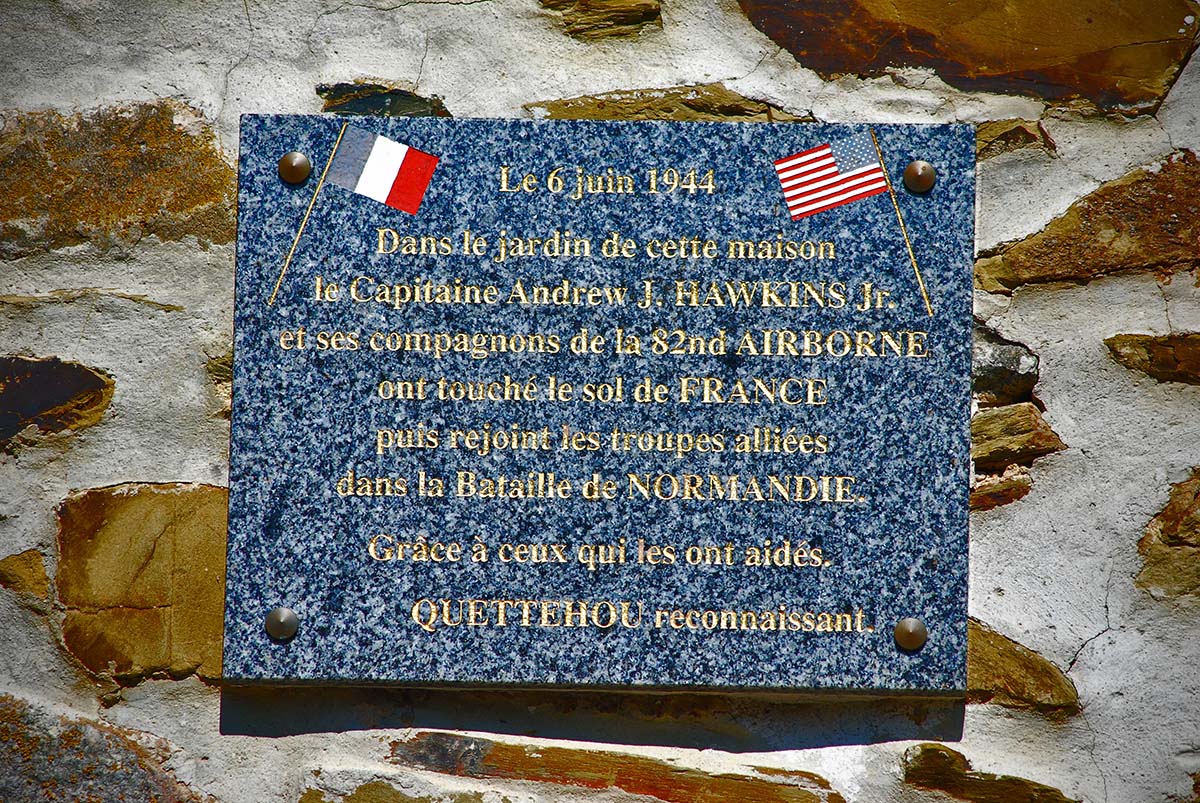 Le 6 juin 1944
Dans le jardin de cette maison
le Capitaine Andrew J. HAWKINS Jr.
et ses compagnons de la 82nd AIRBORNE
ont touché le sol de FRANCE
puis rejoint les troupes alliées
dans la Bataille de NORMANDIE.
Grâce à ceux qui les ont aidés.
QUETTEHOU reconnaissant.